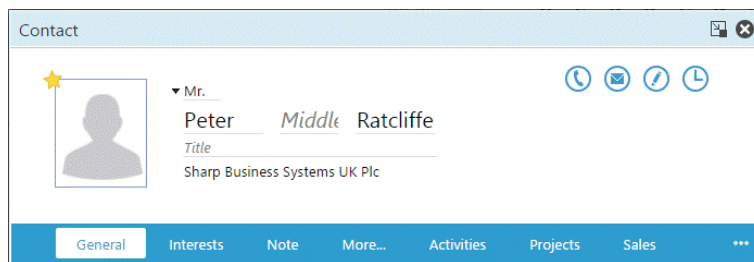 Contact
Mr.
Peter Middle Ratcliffe
Title
Sharp Business Systems UK Plc
General Interests Note More... Activities Projects Sales